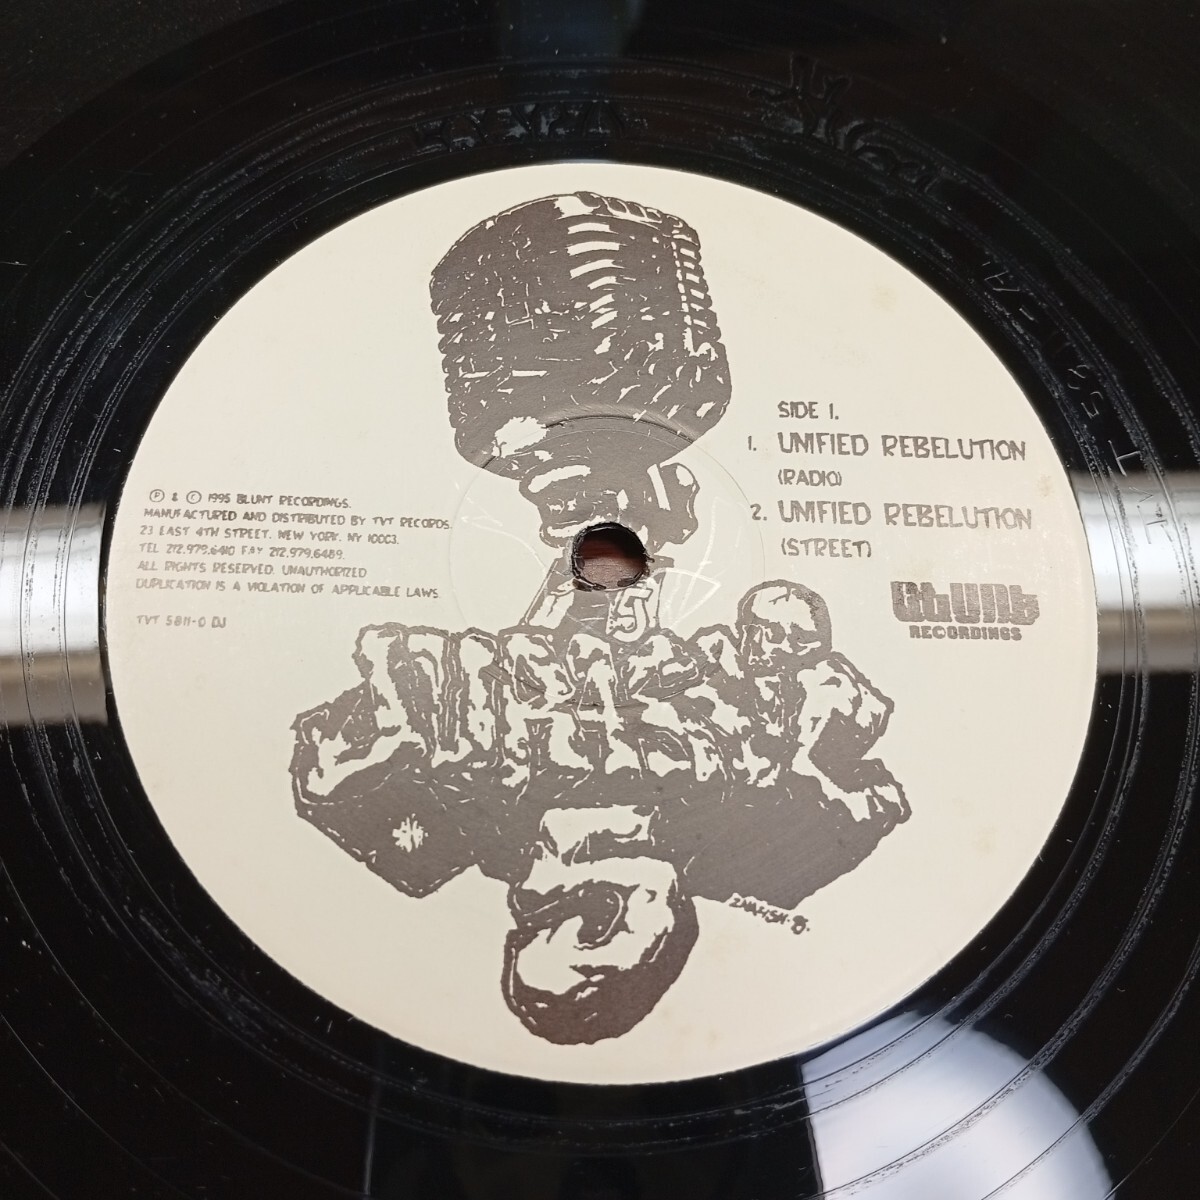 SIDE 1.
1. UNIFIED REBELUTION
(RADIO)
2. UNIFIED REBELUTION
(STREET)
BLUNT
RECORDINGS
℗ & © 1995 BLUNT RECORDINGS.
MANUFACTURED AND DISTRIBUTED BY TVT RECORDS.
23 EAST 4TH STREET, NEW YORK, NY 10003.
TEL 212.979.6410 FAX 212.979.6489.
ALL RIGHTS RESERVED. UNAUTHORIZED
DUPLICATION IS A VIOLATION OF APPLICABLE LAWS.
TVT 5811-0 DJ
5